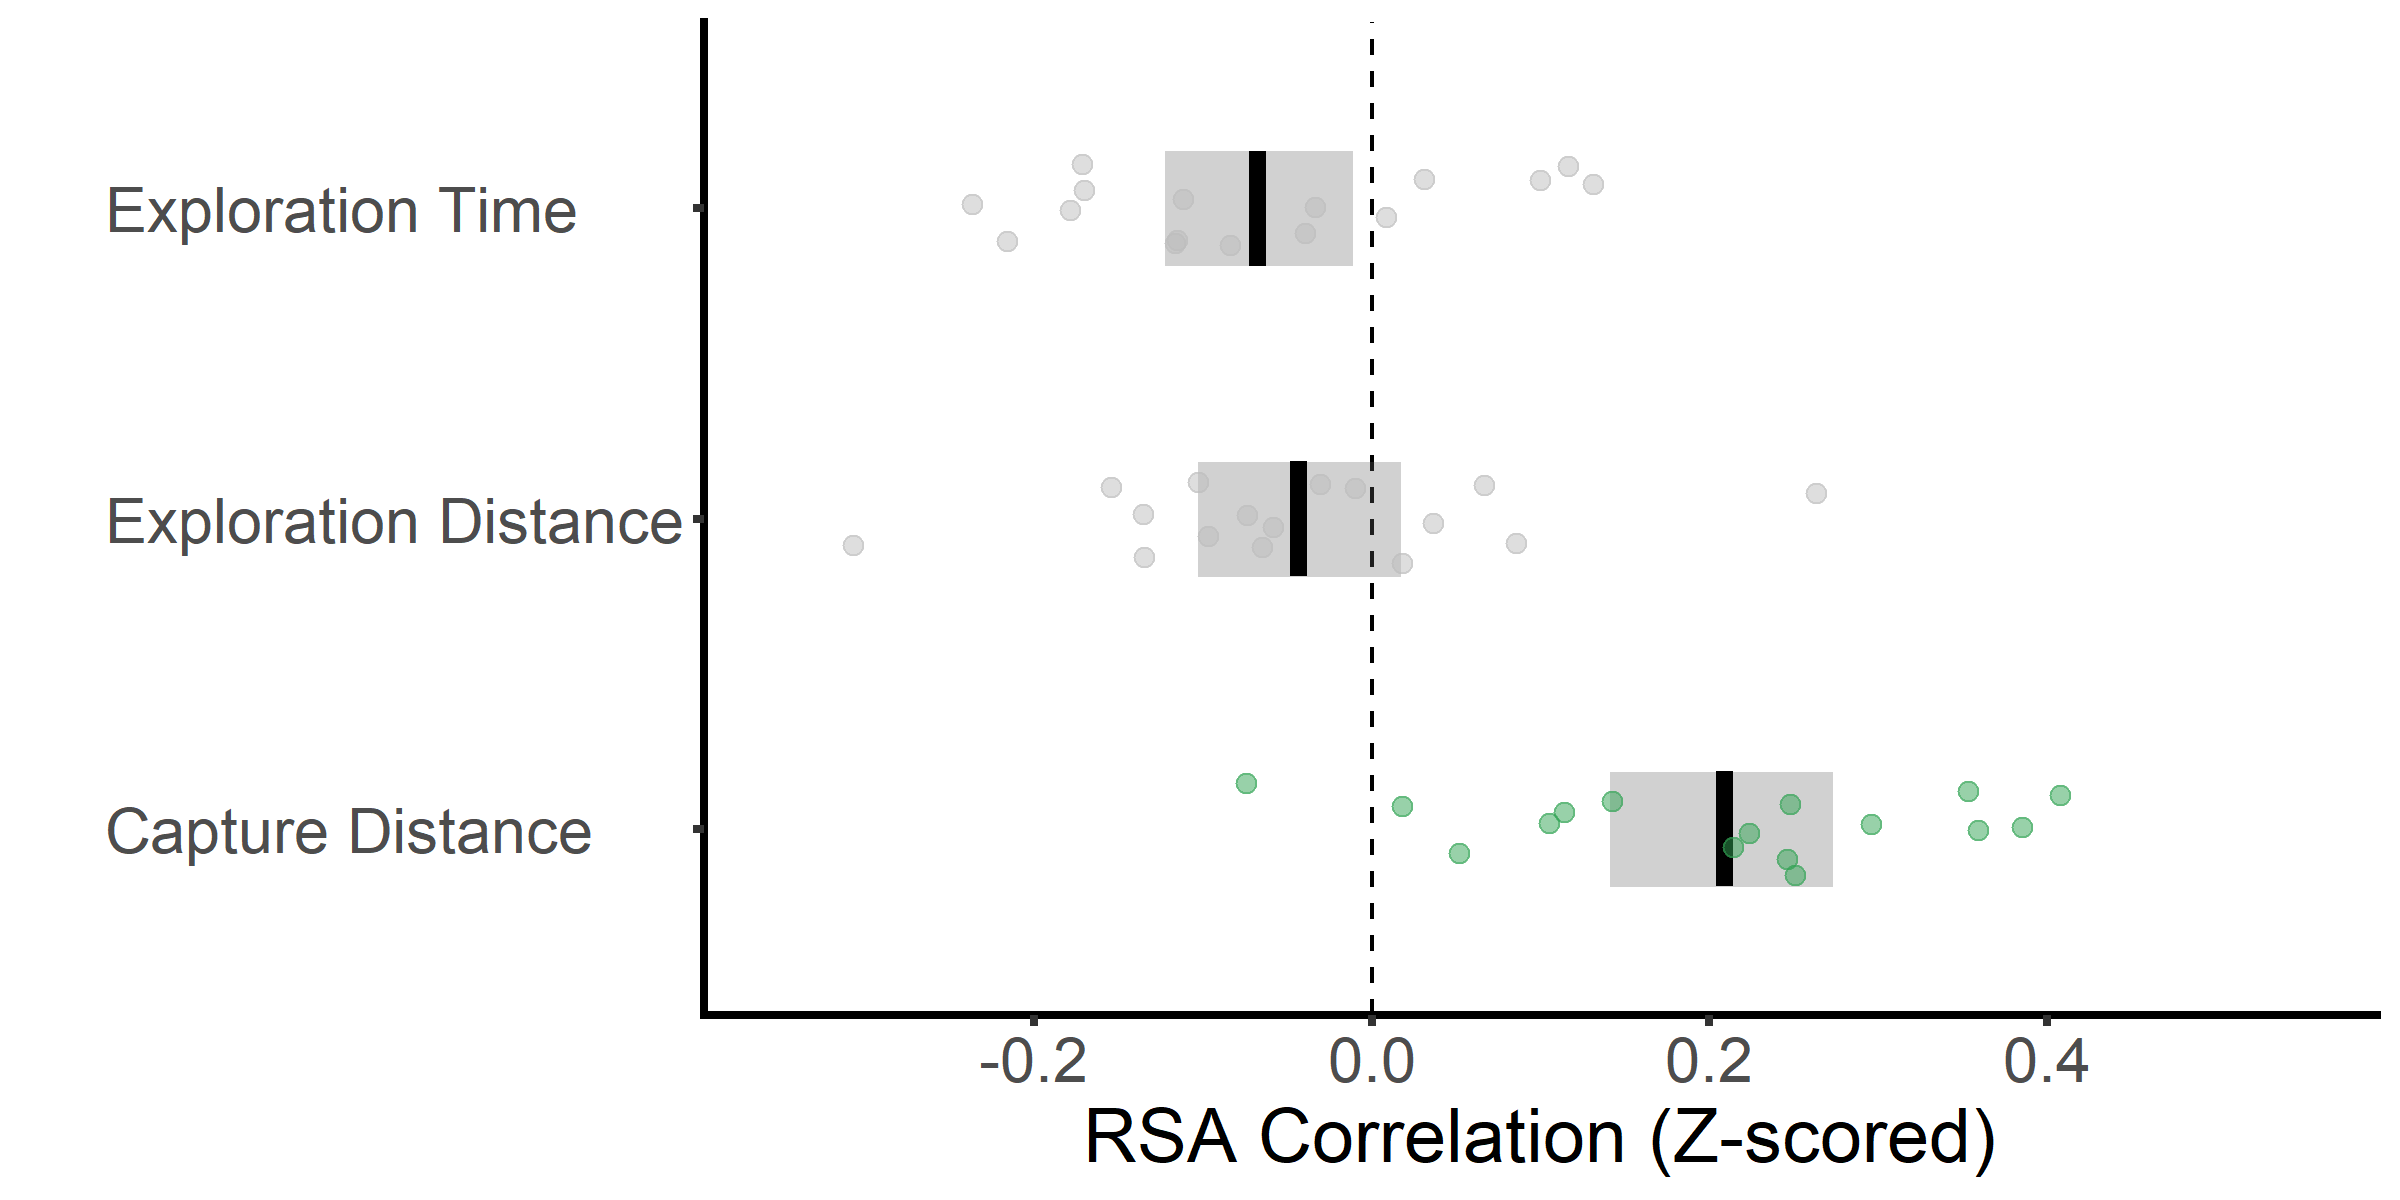 Exploration Time
Exploration Distance
Capture Distance
-0.2 0.0 0.2 0.4
RSA Correlation (Z-scored)